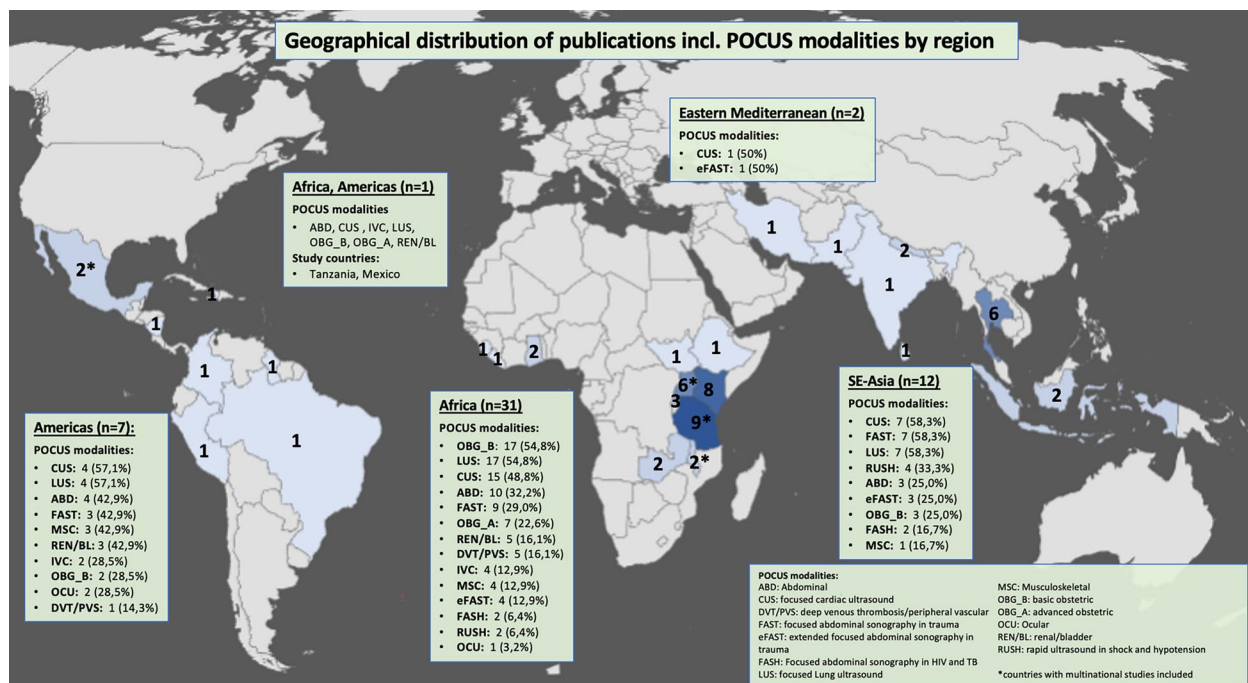 Geographical distribution of publications incl. POCUS modalities by region
Eastern Mediterranean (n=2)
POCUS modalities:
• CUS: 1 (50%)
• eFAST: 1 (50%)
Africa, Americas (n=1)
POCUS modalities
• ABD, CUS , IVC, LUS,
OBG_B, OBG_A, REN/BL
Study countries:
• Tanzania, Mexico
2*
1
1
1
1
1
1
1
1
2
1
1
6*
8
3
9*
2
2*
1
1
2
1
1
6
2
Americas (n=7):
POCUS modalities:
• CUS: 4 (57,1%)
• LUS: 4 (57,1%)
• ABD: 4 (42,9%)
• FAST: 3 (42,9%)
• MSC: 3 (42,9%)
• REN/BL: 3 (42,9%)
• IVC: 2 (28,5%)
• OBG_B: 2 (28,5%)
• OCU: 2 (28,5%)
• DVT/PVS: 1 (14,3%)
Africa (n=31)
POCUS modalities:
• OBG_B: 17 (54,8%)
• LUS: 17 (54,8%)
• CUS: 15 (48,8%)
• ABD: 10 (32,2%)
• FAST: 9 (29,0%)
• OBG_A: 7 (22,6%)
• REN/BL: 5 (16,1%)
• DVT/PVS: 5 (16,1%)
• IVC: 4 (12,9%)
• MSC: 4 (12,9%)
• eFAST: 4 (12,9%)
• FASH: 2 (6,4%)
• RUSH: 2 (6,4%)
• OCU: 1 (3,2%)
SE-Asia (n=12)
POCUS modalities:
• CUS: 7 (58,3%)
• FAST: 7 (58,3%)
• LUS: 7 (58,3%)
• RUSH: 4 (33,3%)
• ABD: 3 (25,0%)
• eFAST: 3 (25,0%)
• OBG_B: 3 (25,0%)
• FASH: 2 (16,7%)
• MSC: 1 (16,7%)
POCUS modalities:
ABD: Abdominal
CUS: focused cardiac ultrasound
DVT/PVS: deep venous thrombosis/peripheral vascular
FAST: focused abdominal sonography in trauma
eFAST: extended focused abdominal sonography in
trauma
FASH: Focused abdominal sonography in HIV and TB
LUS: focused Lung ultrasound
MSC: Musculoskeletal
OBG_B: basic obstetric
OBG_A: advanced obstetric
OCU: Ocular
REN/BL: renal/bladder
RUSH: rapid ultrasound in shock and hypotension
*countries with multinational studies included